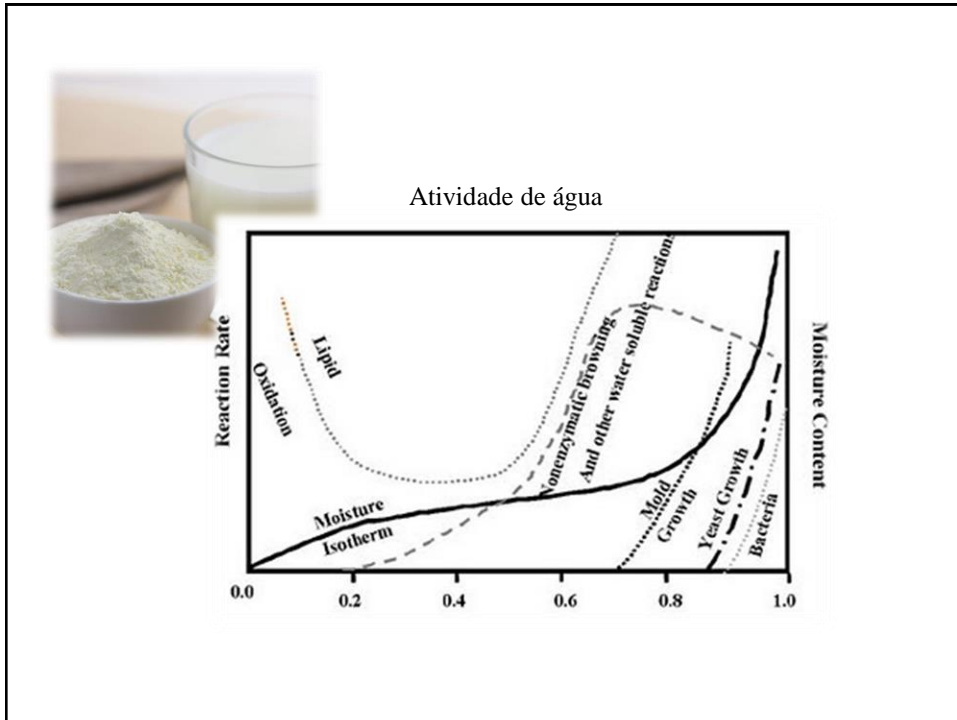 Atividade de água
Reaction Rate
Lipid
Oxidation
Moisture
Isotherm
Nonenzymatic browning
And other water soluble reactions
Mold
Growth
Yeast Growth
Bacteria
Moisture Content
0.0
0.2
0.4
0.6
0.8
1.0